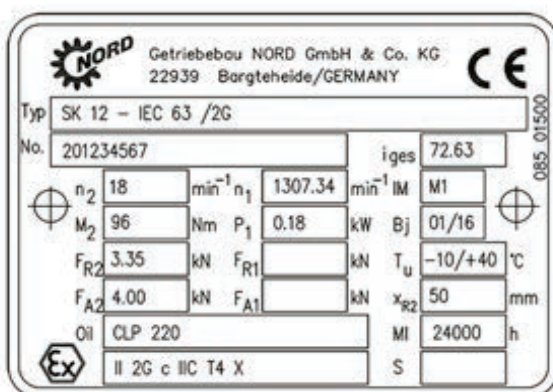 NORD
Getriebebau NORD GmbH & Co. KG
22939 Bargteheide/GERMANY
CE
Typ SK 12 – IEC 63 /2G
No. 201234567 iges 72.63
n2 18 min-1 n1 1307.34 min-1 IM M1
M2 96 Nm P1 0.18 kW Bj 01/16
FR2 3.35 kN FR1 kN Tu -10/+40 °C
FA2 4.00 kN FA1 kN xR2 50 mm
Oil CLP 220 MI 24000 h
Ex II 2G c IIC T4 X S
085 01500